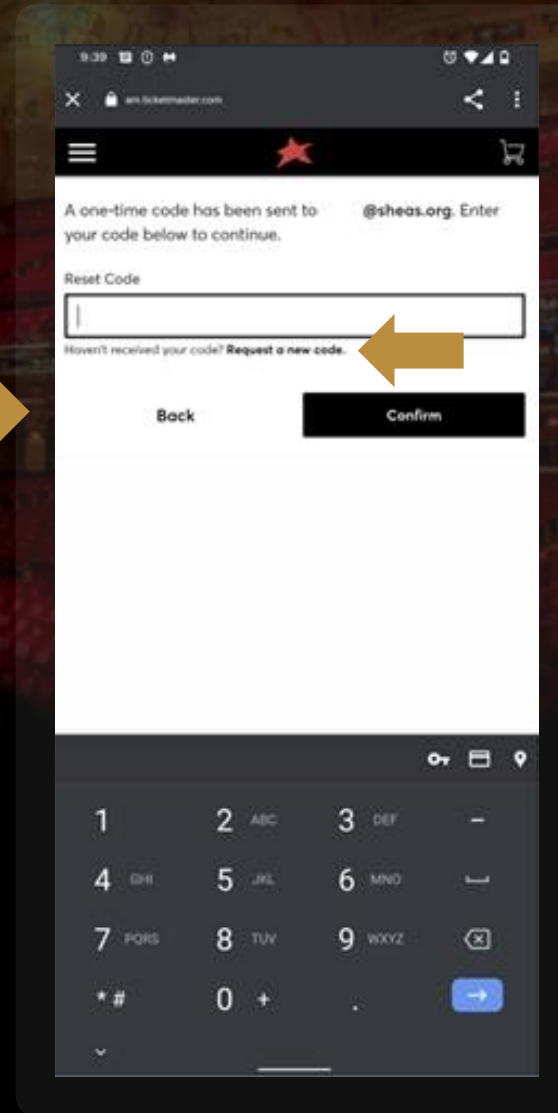 9:39
am.ticketmaster.com
A one-time code has been sent to @sheas.org. Enter
your code below to continue.
Reset Code
Haven't received your code? Request a new code.
Back Confirm
1 2 ABC 3 DEF –
4 GHI 5 JKL 6 MNO
7 PQRS 8 TUV 9 WXYZ
* # 0 + .